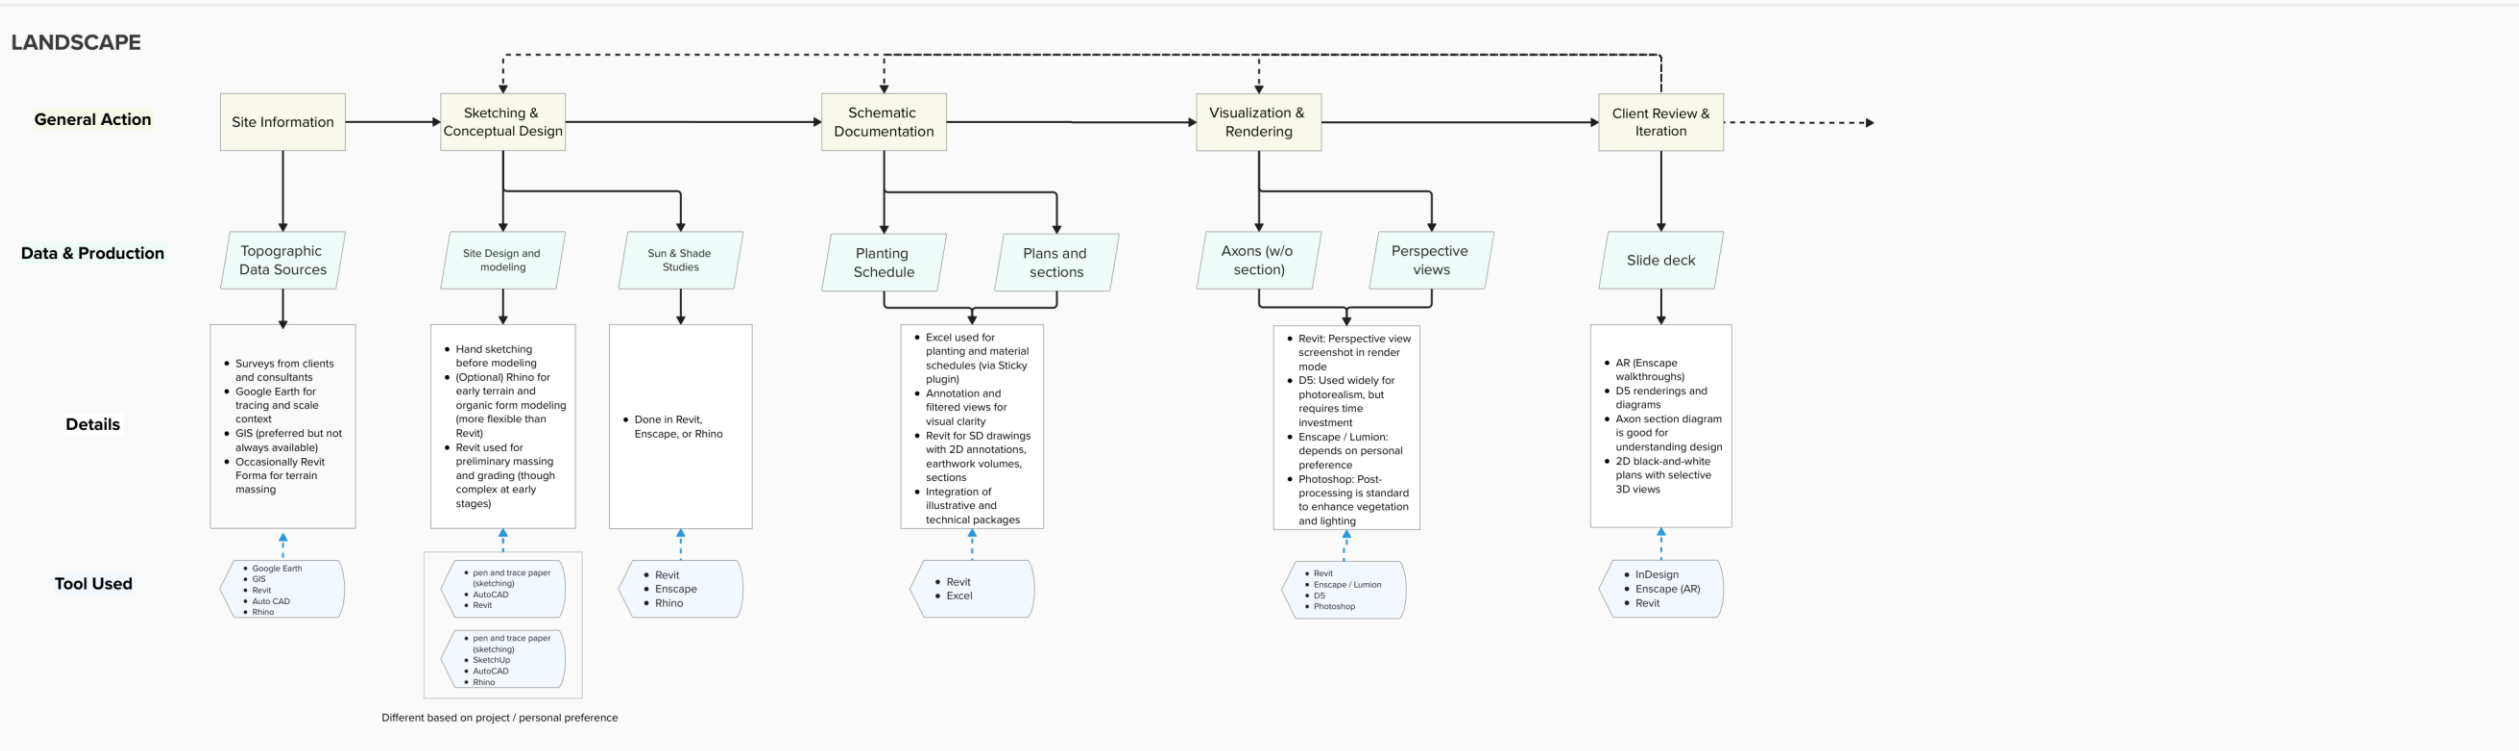 LANDSCAPE
General Action
Site Information
Sketching &
Conceptual Design
Schematic
Documentation
Visualization &
Rendering
Client Review &
Iteration
Data & Production
Topographic
Data Sources
Site Design and
modeling
Sun & Shade
Studies
Planting
Schedule
Plans and
sections
Axons (w/o
section)
Perspective
views
Slide deck
Details
• Surveys from clients
and consultants
• Google Earth for
tracing and scale
context
• GIS (preferred but not
always available)
• Occasionally Revit
Forma for terrain
massing
• Hand sketching
before modeling
• (Optional) Rhino for
early terrain and
organic form modeling
(more flexible than
Revit)
• Revit used for
preliminary massing
and grading (though
complex at early
stages)
• Done in Revit,
Enscape, or Rhino
• Excel used for
planting and material
schedules (via Sticky
plugin)
• Annotation and
filtered views for
visual clarity
• Revit for SD drawings
with 2D annotations,
earthwork volumes,
sections
• Integration of
illustrative and
technical packages
• Revit: Perspective view
screenshot in render
mode
• D5: Used widely for
photorealism, but
requires time
investment
• Enscape / Lumion:
depends on personal
preference
• Photoshop: Post-
processing is standard
to enhance vegetation
and lighting
• AR (Enscape
walkthroughs)
• D5 renderings and
diagrams
• Axon section diagram
is good for
understanding design
• 2D black-and-white
plans with selective
3D views
Tool Used
• Google Earth
• GIS
• Revit
• Auto CAD
• Rhino
• pen and trace paper
(sketching)
• AutoCAD
• Revit
• pen and trace paper
(sketching)
• SketchUp
• AutoCAD
• Rhino
• Revit
• Enscape
• Rhino
• Revit
• Excel
• Revit
• Enscape / Lumion
• D5
• Photoshop
• InDesign
• Enscape (AR)
• Revit
Different based on project / personal preference